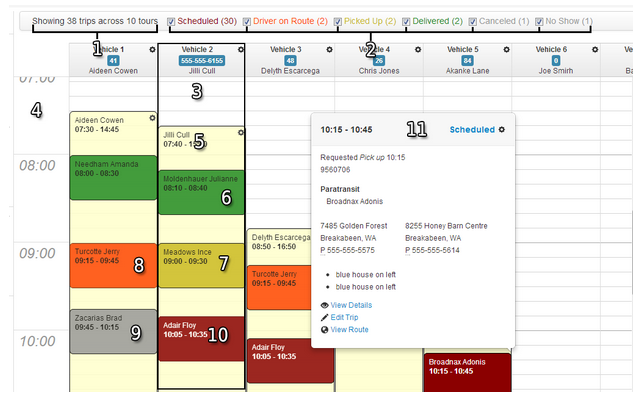 Showing 38 trips across 10 tours Scheduled (30) Driver on Route (2) Picked Up (2) Delivered (2) Canceled (1) No Show (1)
1 2
Vehicle 1 Vehicle 2 Vehicle 3 Vehicle 4 Vehicle 5 Vehicle 6
41 555-555-6155 48 26 84 0
Aideen Cowen Jilli Cull Delyth Escarcega Chris Jones Akanke Lane Joe Smirh Ba
07:00
3
4
Aideen Cowen
07:30 - 14:45
Jilli Cull
07:40 - 5
08:00
Needham Amanda
08:00 - 08:30
Moldenhauer Julianne
08:10 - 08:40
6
09:00
Delyth Escarcega
08:50 - 16:50
Turcotte Jerry
09:15 - 09:45
8
Meadows Ince
09:00 - 09:30
7
Turcotte Jerry
09:15 - 09:45
Zacarias Brad
09:45 - 10:15
9
10:00
Adair Floy
10:05 - 10:35
10
Adair Floy
10:05 - 10:35
Broadnax Adonis
10:15 - 10:45
10:15 - 10:45 11 Scheduled
Requested Pick up 10:15
9560706
Paratransit
Broadnax Adonis
7485 Golden Forest 8255 Honey Barn Centre
Breakabeen, WA Breakabeen, WA
P 555-555-5575 P 555-555-5614
blue house on left
blue house on left
View Details
Edit Trip
View Route